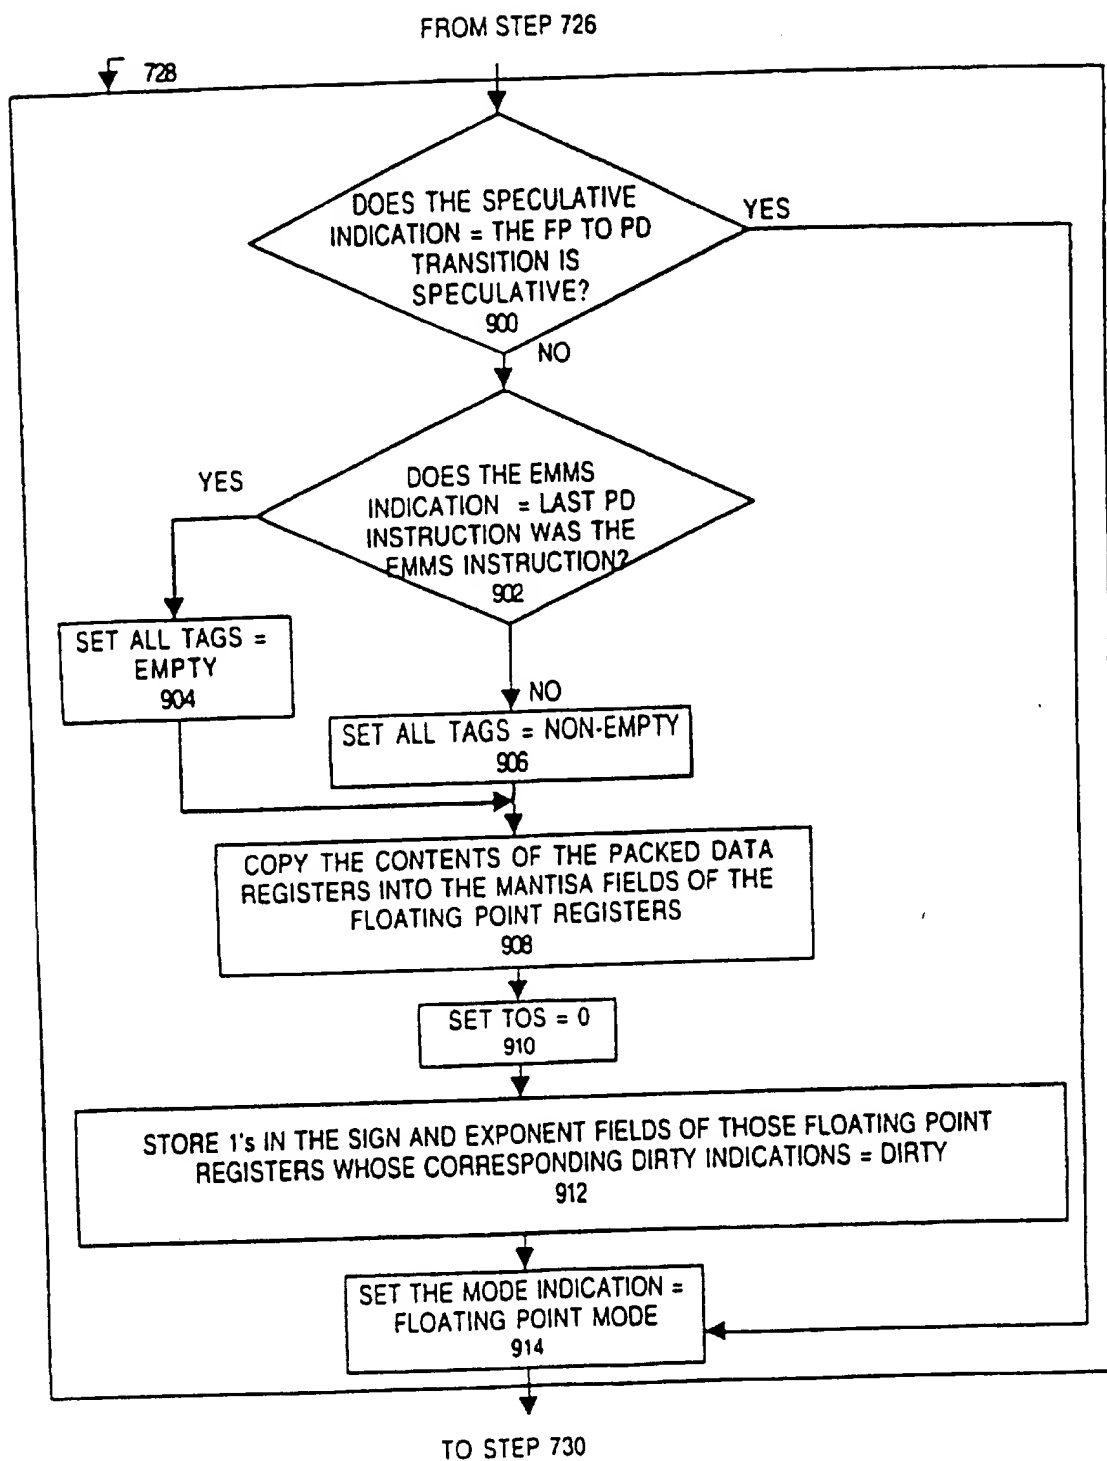 FROM STEP 726
728
DOES THE SPECULATIVE
INDICATION = THE FP TO PD
TRANSITION IS
SPECULATIVE?
900
YES
NO
DOES THE EMMS
INDICATION = LAST PD
INSTRUCTION WAS THE
EMMS INSTRUCTION?
902
YES
SET ALL TAGS =
EMPTY
904
NO
SET ALL TAGS = NON-EMPTY
906
COPY THE CONTENTS OF THE PACKED DATA
REGISTERS INTO THE MANTISA FIELDS OF THE
FLOATING POINT REGISTERS
908
SET TOS = 0
910
STORE 1's IN THE SIGN AND EXPONENT FIELDS OF THOSE FLOATING POINT
REGISTERS WHOSE CORRESPONDING DIRTY INDICATIONS = DIRTY
912
SET THE MODE INDICATION =
FLOATING POINT MODE
914
TO STEP 730